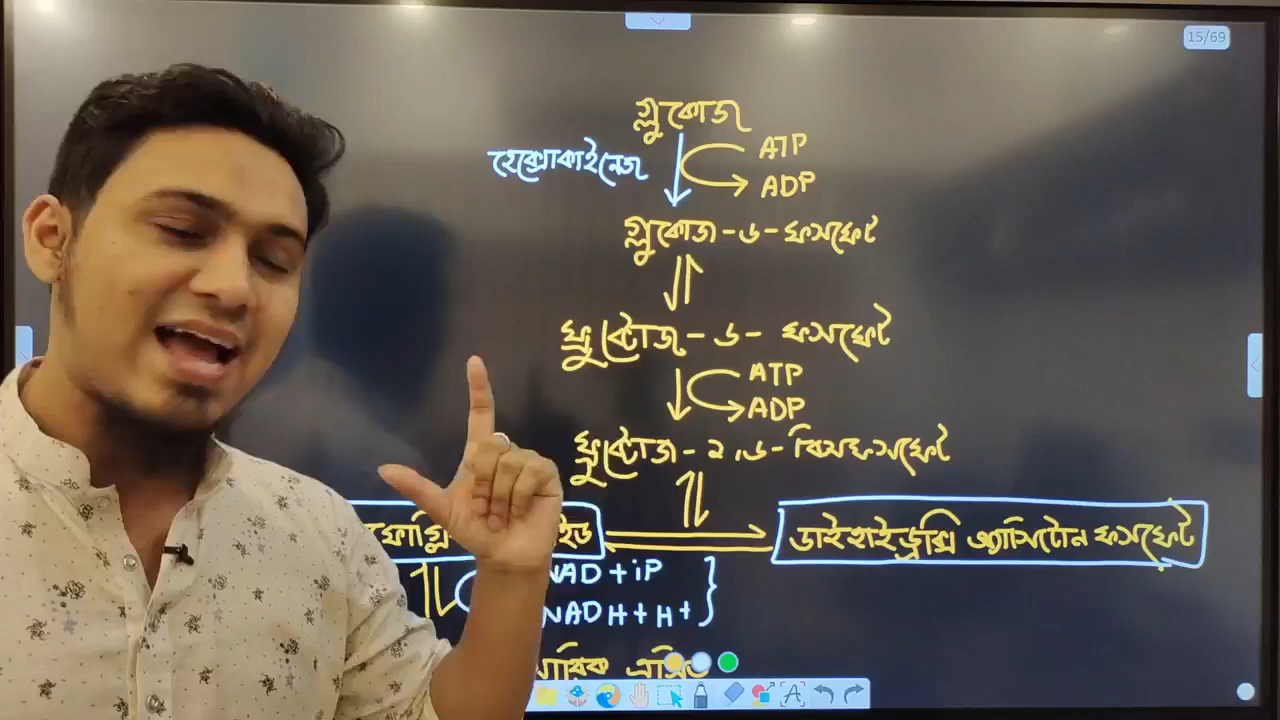 15/69
গ্লুকোজ
হেক্সোকাইনেজ
ATP
ADP
গ্লুকোজ-৬-ফসফেট
ফ্রুক্টোজ-৬- ফসফেট
ATP
ADP
ফ্রুক্টোজ-১,৬-বিসফসফেট
ডাইহাইড্রক্সি অ্যাসিটোন ফসফেট
NAD+iP
NADH+H+
এসিড